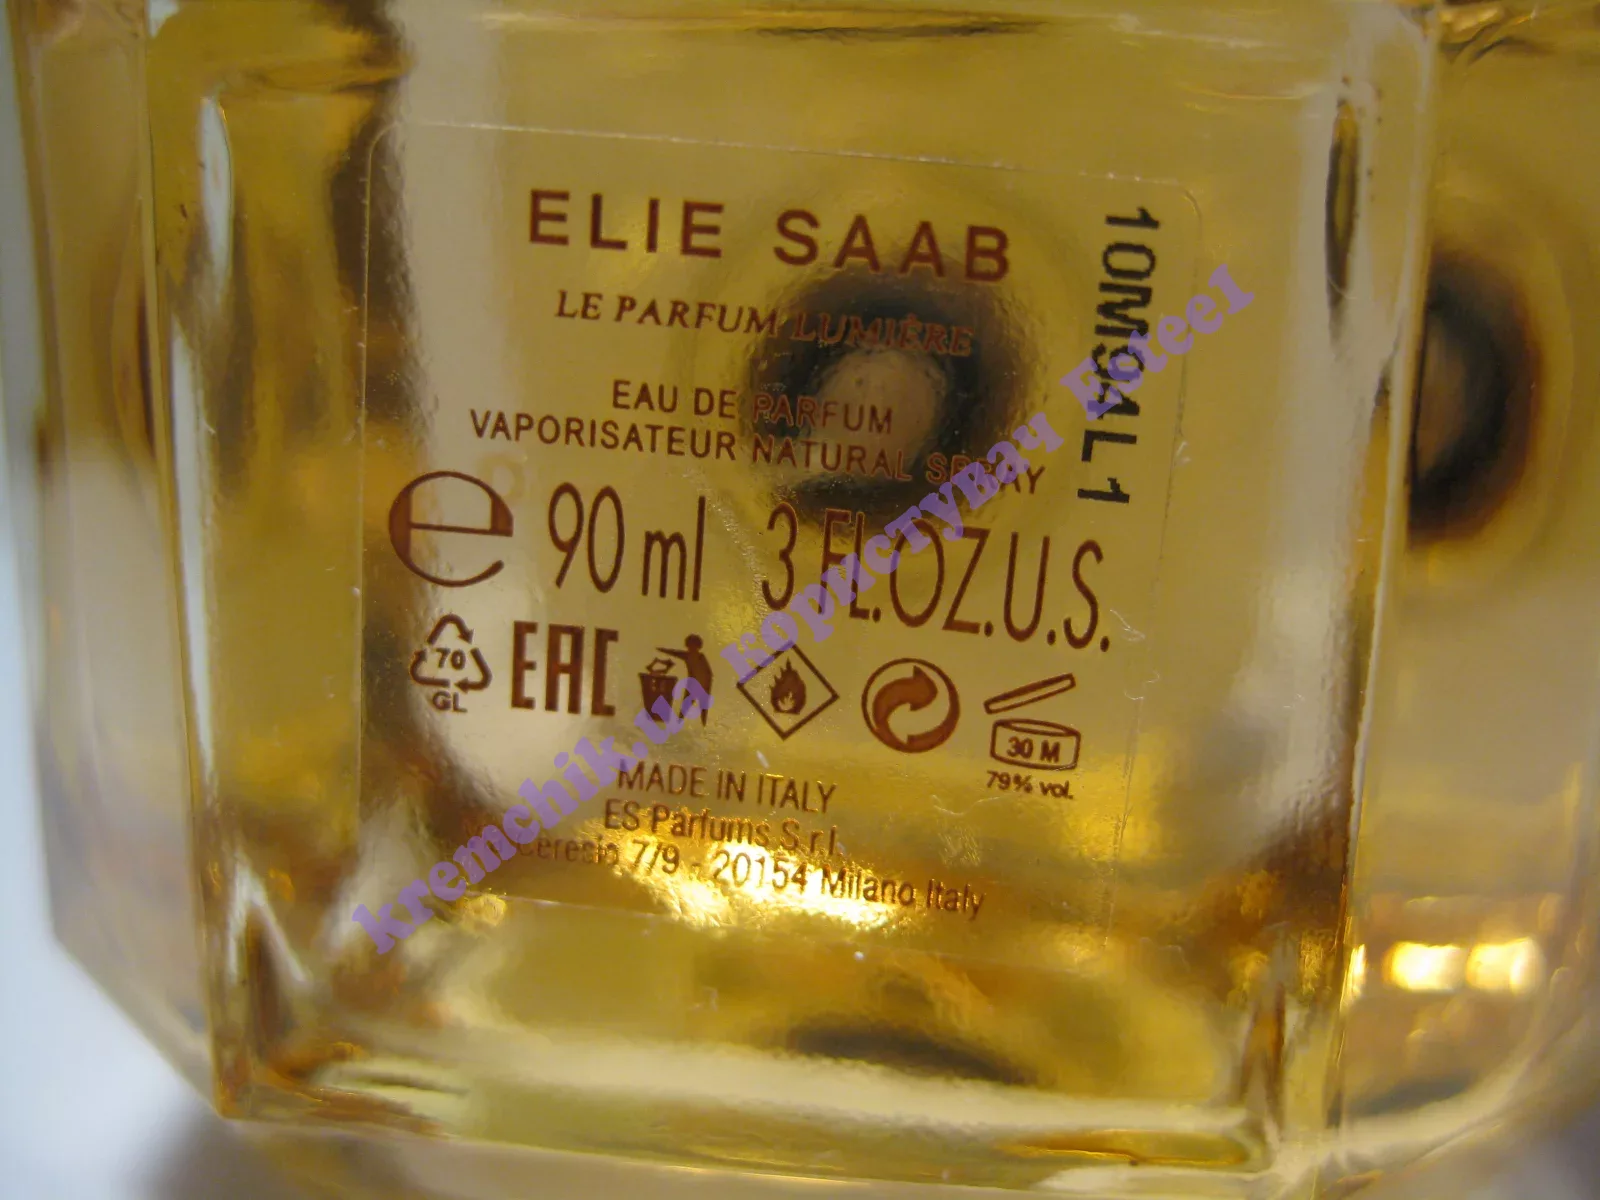 ELIE SAAB
LE PARFUM LUMIÈRE
EAU DE PARFUM
VAPORISATEUR NATURAL SPRAY
e 90 ml 3 FL.OZ.U.S.
70
GL
EAC
30 M
79% vol.
MADE IN ITALY
ES Parfums S.r.l.
Ceresio 7/9 - 20154 Milano Italy
10M94L1
kremchik.ua користувач Estee1